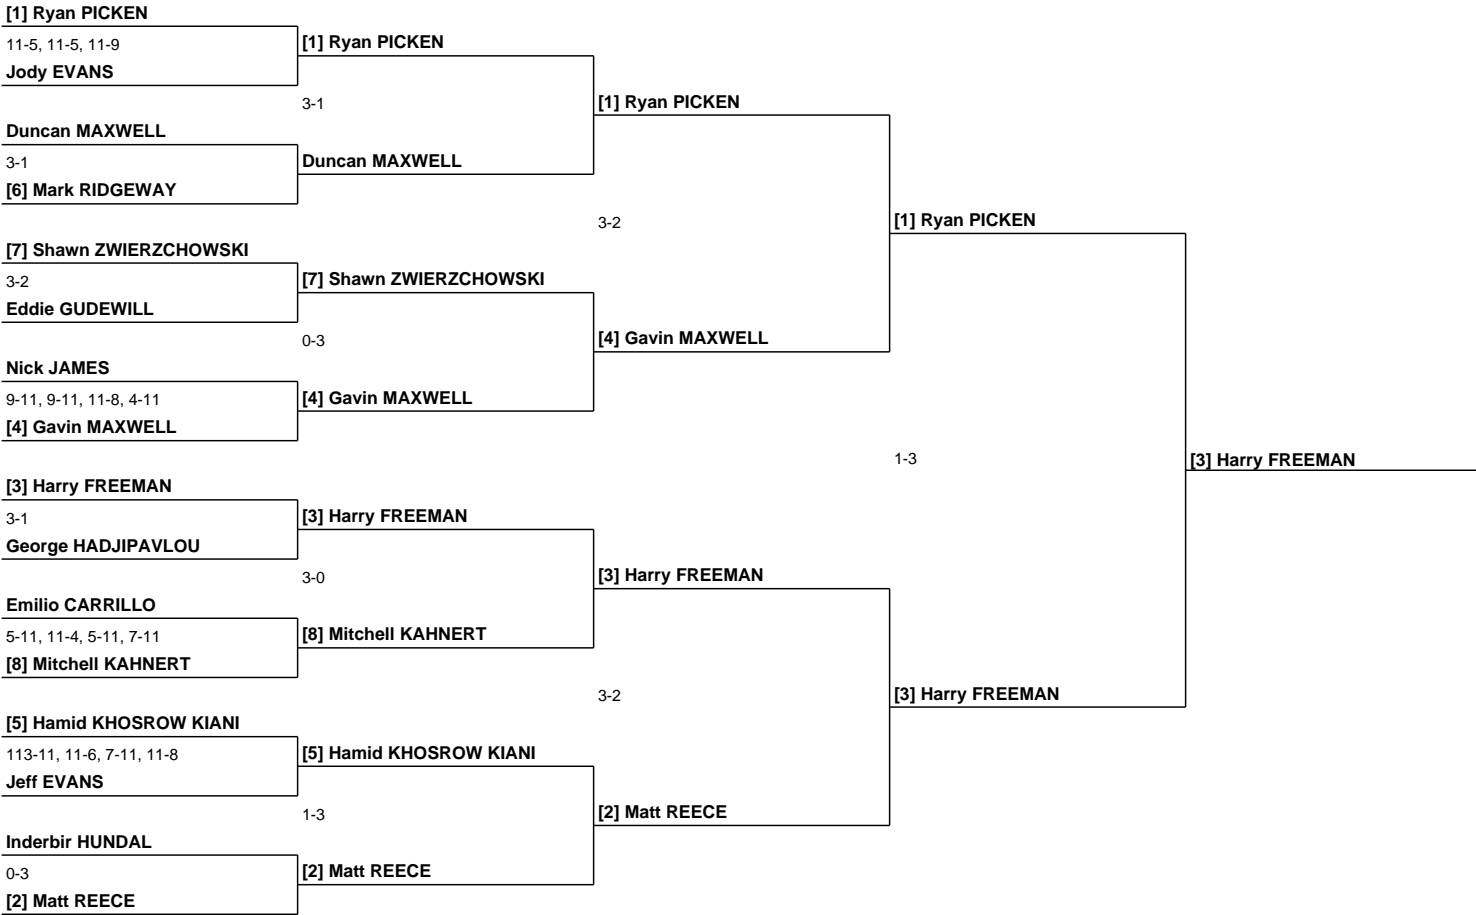 [1] Ryan PICKEN
11-5, 11-5, 11-9
Jody EVANS
Duncan MAXWELL
3-1
[6] Mark RIDGEWAY
[7] Shawn ZWIERZCHOWSKI
3-2
Eddie GUDEWILL
Nick JAMES
9-11, 9-11, 11-8, 4-11
[4] Gavin MAXWELL
[3] Harry FREEMAN
3-1
George HADJIPAVLOU
Emilio CARRILLO
5-11, 11-4, 5-11, 7-11
[8] Mitchell KAHNERT
[5] Hamid KHOSROW KIANI
113-11, 11-6, 7-11, 11-8
Jeff EVANS
Inderbir HUNDAL
0-3
[2] Matt REECE
[1] Ryan PICKEN
3-1
Duncan MAXWELL
[7] Shawn ZWIERZCHOWSKI
0-3
[4] Gavin MAXWELL
[3] Harry FREEMAN
3-0
[8] Mitchell KAHNERT
[5] Hamid KHOSROW KIANI
1-3
[2] Matt REECE
[1] Ryan PICKEN
3-2
[4] Gavin MAXWELL
[3] Harry FREEMAN
3-2
[2] Matt REECE
[1] Ryan PICKEN
1-3
[3] Harry FREEMAN
[3] Harry FREEMAN